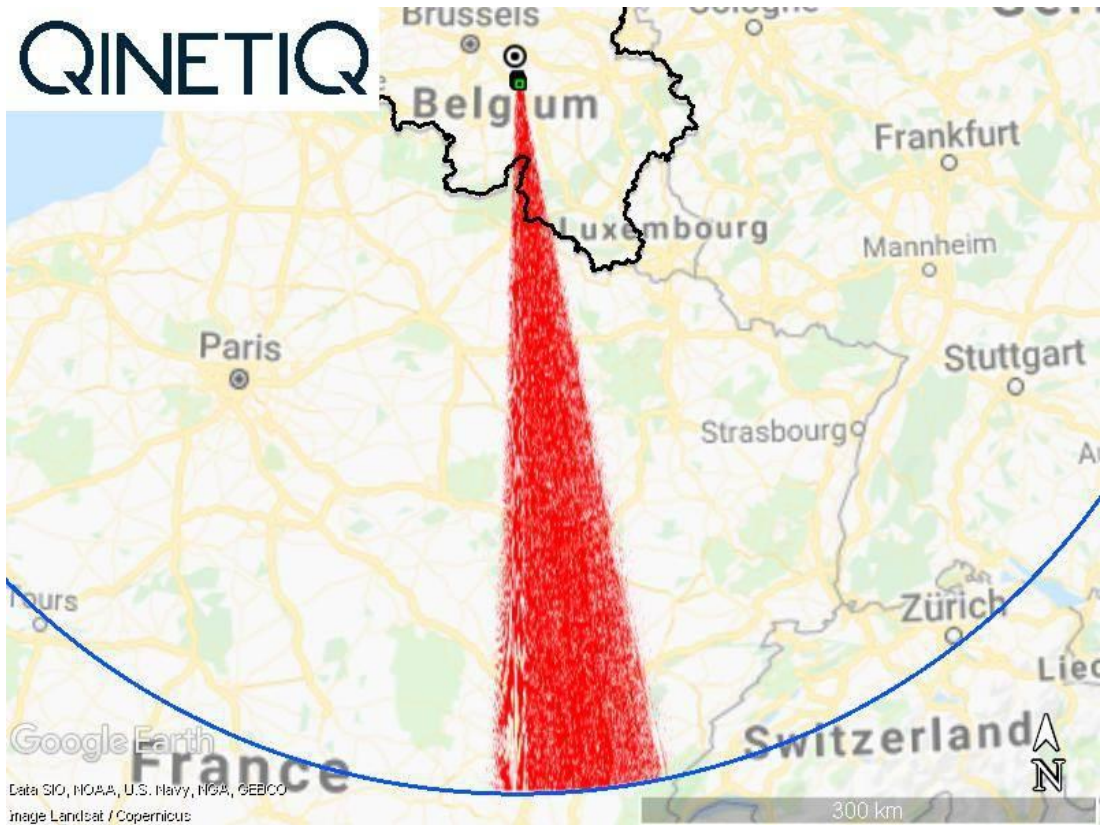 QINETIQ
Brussels
Belgium
Frankfurt
Luxembourg
Mannheim
Paris
Stuttgart
Strasbourg
Tours
Zürich
Switzerland
N
Google Earth
France
Data SIO, NOAA, U.S. Navy, NGA, GEBCO
Image Landsat / Copernicus
300 km